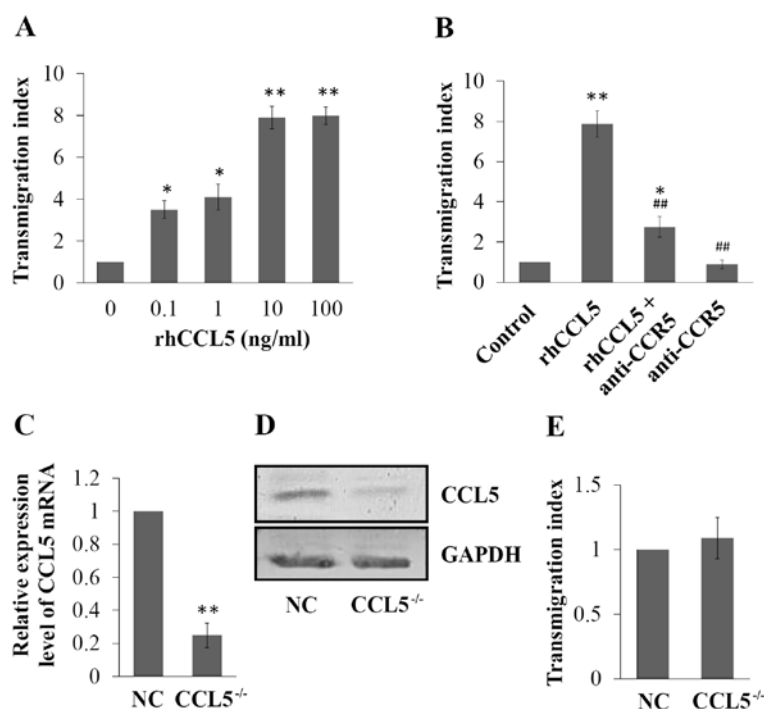 A
Transmigration index
10
8
6
4
2
0
*
*
**
**
0 0.1 1 10 100
rhCCL5 (ng/ml)
B
Transmigration index
10
8
6
4
2
0
**
*
##
##
Control
rhCCL5
rhCCL5 +
anti-CCR5
anti-CCR5
C
Relative expression
level of CCL5 mRNA
1.2
1
0.8
0.6
0.4
0.2
0
**
NC CCL5-/-
D
CCL5
GAPDH
NC CCL5-/-
E
Transmigration index
1.5
1
0.5
0
NC CCL5-/-